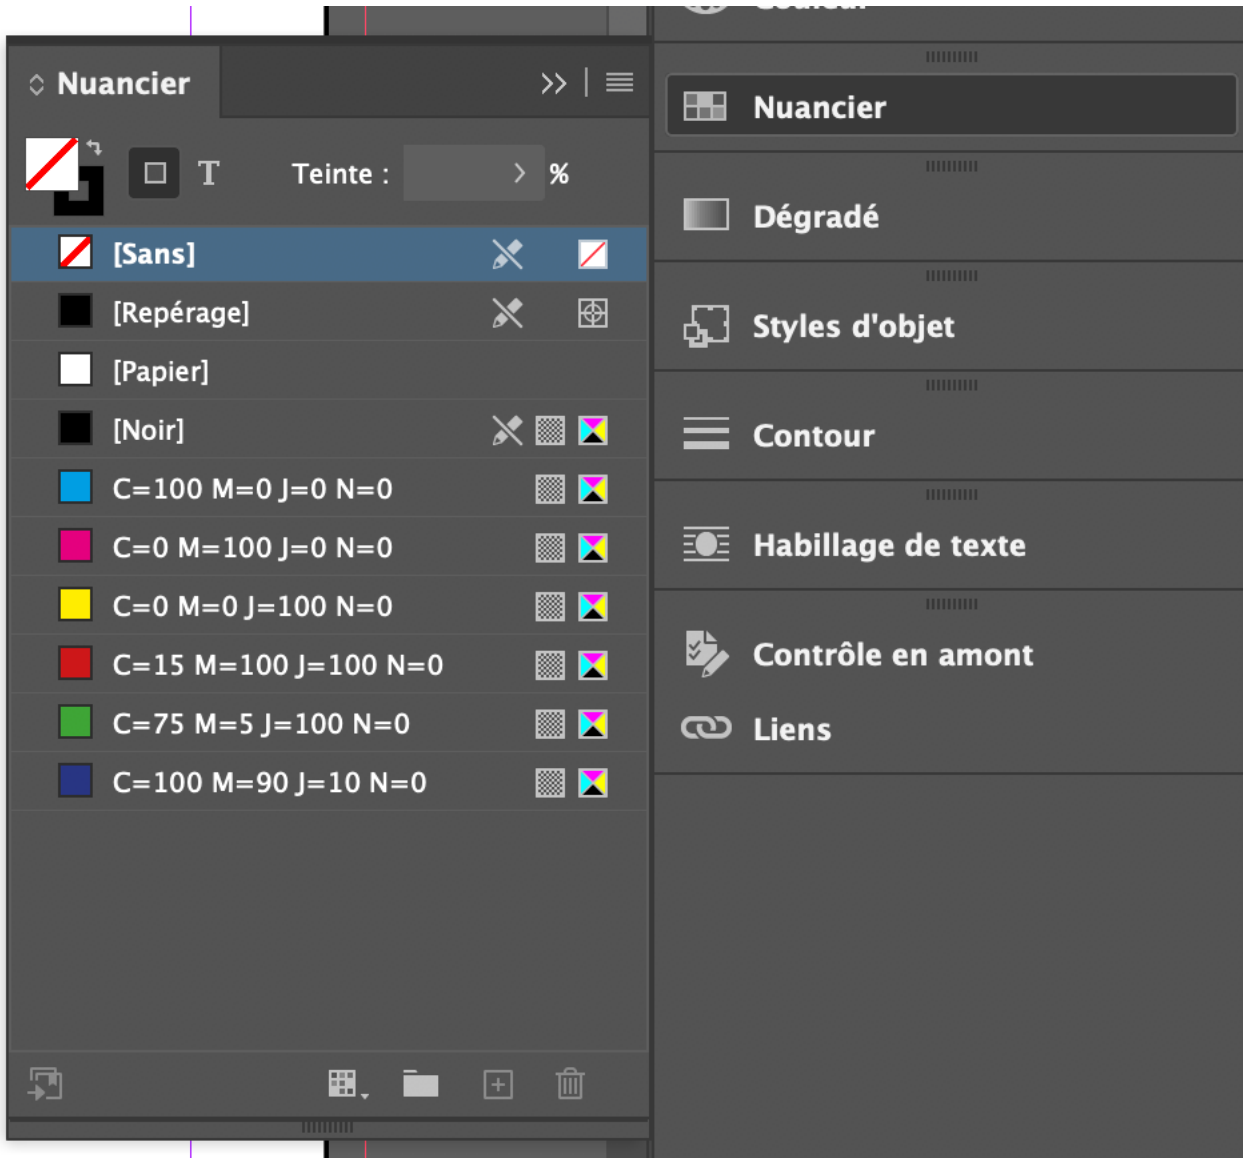 Couleur
Nuancier
T
Teinte :
%
[Sans]
[Repérage]
[Papier]
[Noir]
C=100 M=0 J=0 N=0
C=0 M=100 J=0 N=0
C=0 M=0 J=100 N=0
C=15 M=100 J=100 N=0
C=75 M=5 J=100 N=0
C=100 M=90 J=10 N=0
Nuancier
Dégradé
Styles d'objet
Contour
Habillage de texte
Contrôle en amont
Liens